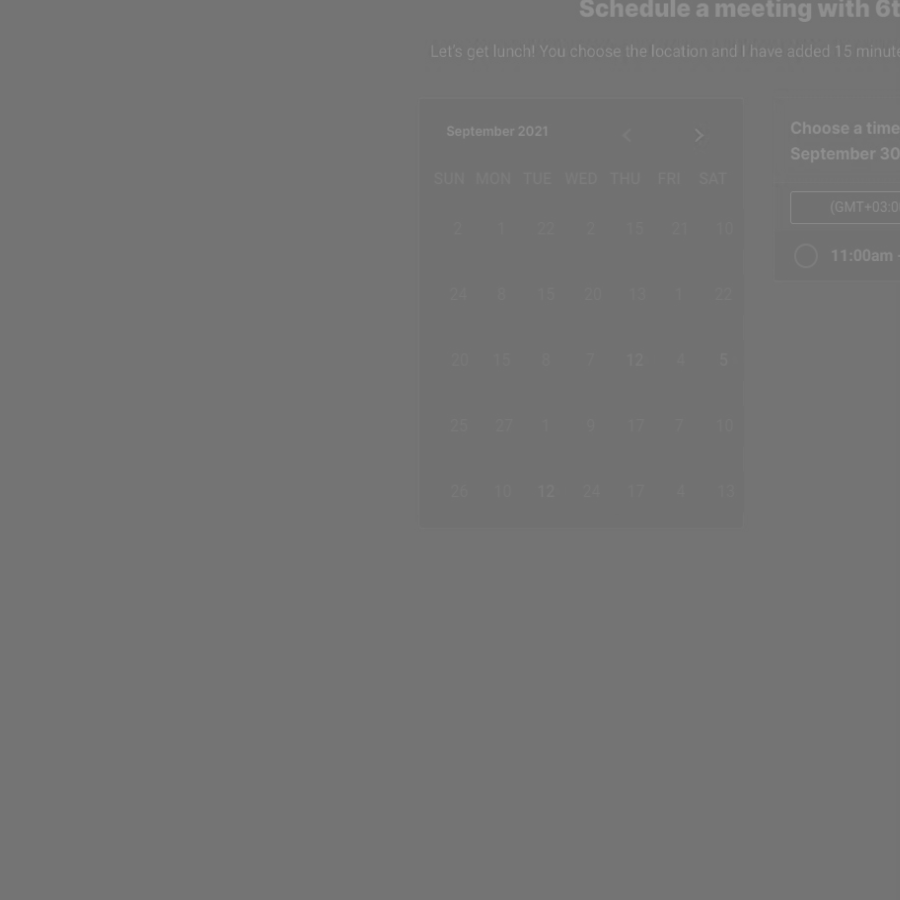 Schedule a meeting with 6t
Let's get lunch! You choose the location and I have added 15 minute
September 2021
SUN MON TUE WED THU FRI SAT
2 1 22 2 15 21 10
24 8 15 20 13 1 22
20 15 8 7 12 4 5
25 27 1 9 17 7 10
26 10 12 24 17 4 13
Choose a time
September 30
(GMT+03:0
11:00am -